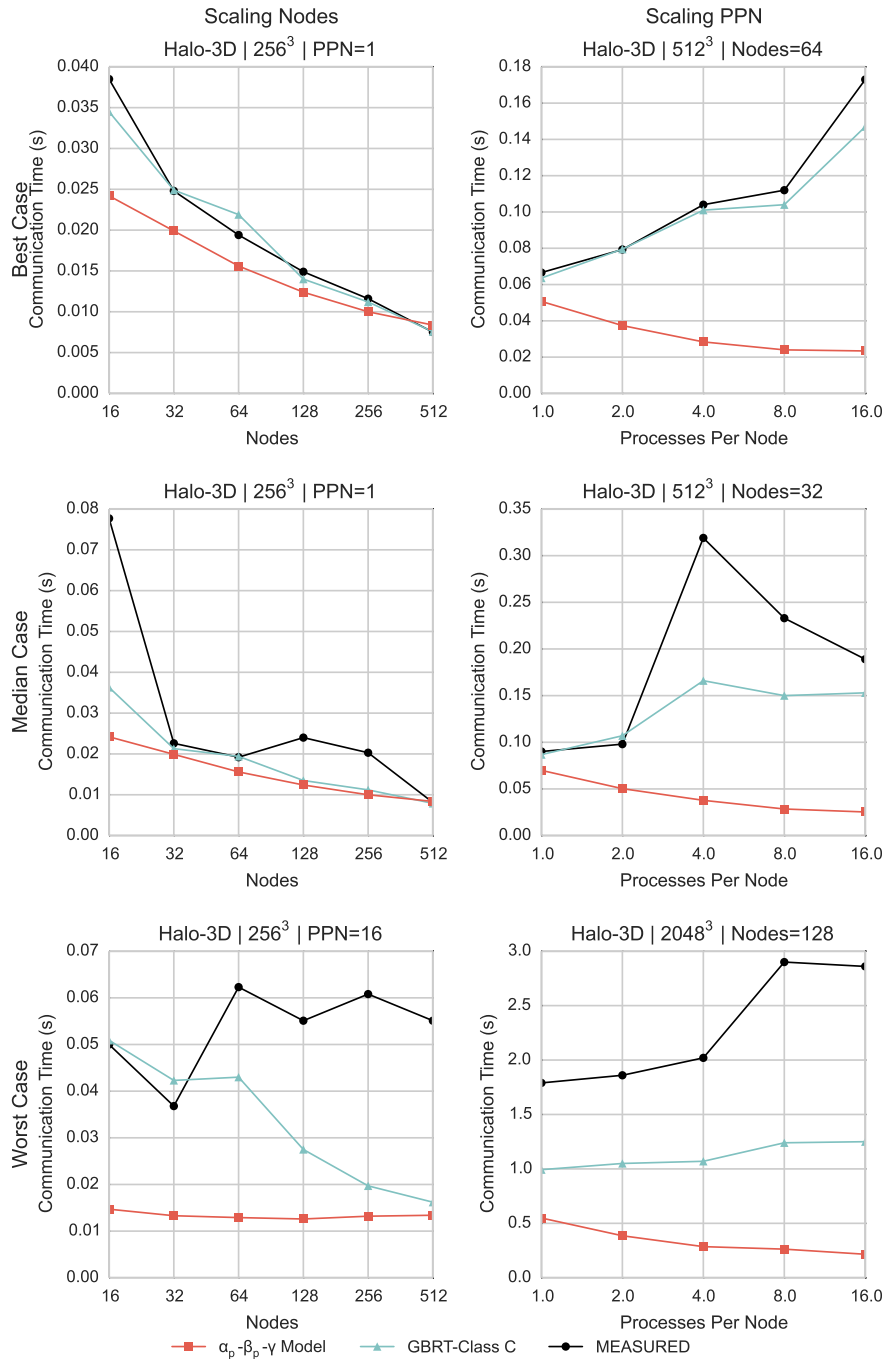 Scaling Nodes
Scaling PPN
Halo-3D | 256³ | PPN=1
Halo-3D | 512³ | Nodes=64
Best Case
Communication Time (s)
0.040
0.035
0.030
0.025
0.020
0.015
0.010
0.005
0.000
16 32 64 128 256 512
Nodes
Communication Time (s)
0.18
0.16
0.14
0.12
0.10
0.08
0.06
0.04
0.02
0.00
1.0 2.0 4.0 8.0 16.0
Processes Per Node
Halo-3D | 256³ | PPN=1
Halo-3D | 512³ | Nodes=32
Median Case
Communication Time (s)
0.08
0.07
0.06
0.05
0.04
0.03
0.02
0.01
0.00
16 32 64 128 256 512
Nodes
Communication Time (s)
0.35
0.30
0.25
0.20
0.15
0.10
0.05
0.00
1.0 2.0 4.0 8.0 16.0
Processes Per Node
Halo-3D | 256³ | PPN=16
Halo-3D | 2048³ | Nodes=128
Worst Case
Communication Time (s)
0.07
0.06
0.05
0.04
0.03
0.02
0.01
0.00
16 32 64 128 256 512
Nodes
Communication Time (s)
3.0
2.5
2.0
1.5
1.0
0.5
0.0
1.0 2.0 4.0 8.0 16.0
Processes Per Node
αₚ-βₚ-γ Model GBRT-Class C MEASURED